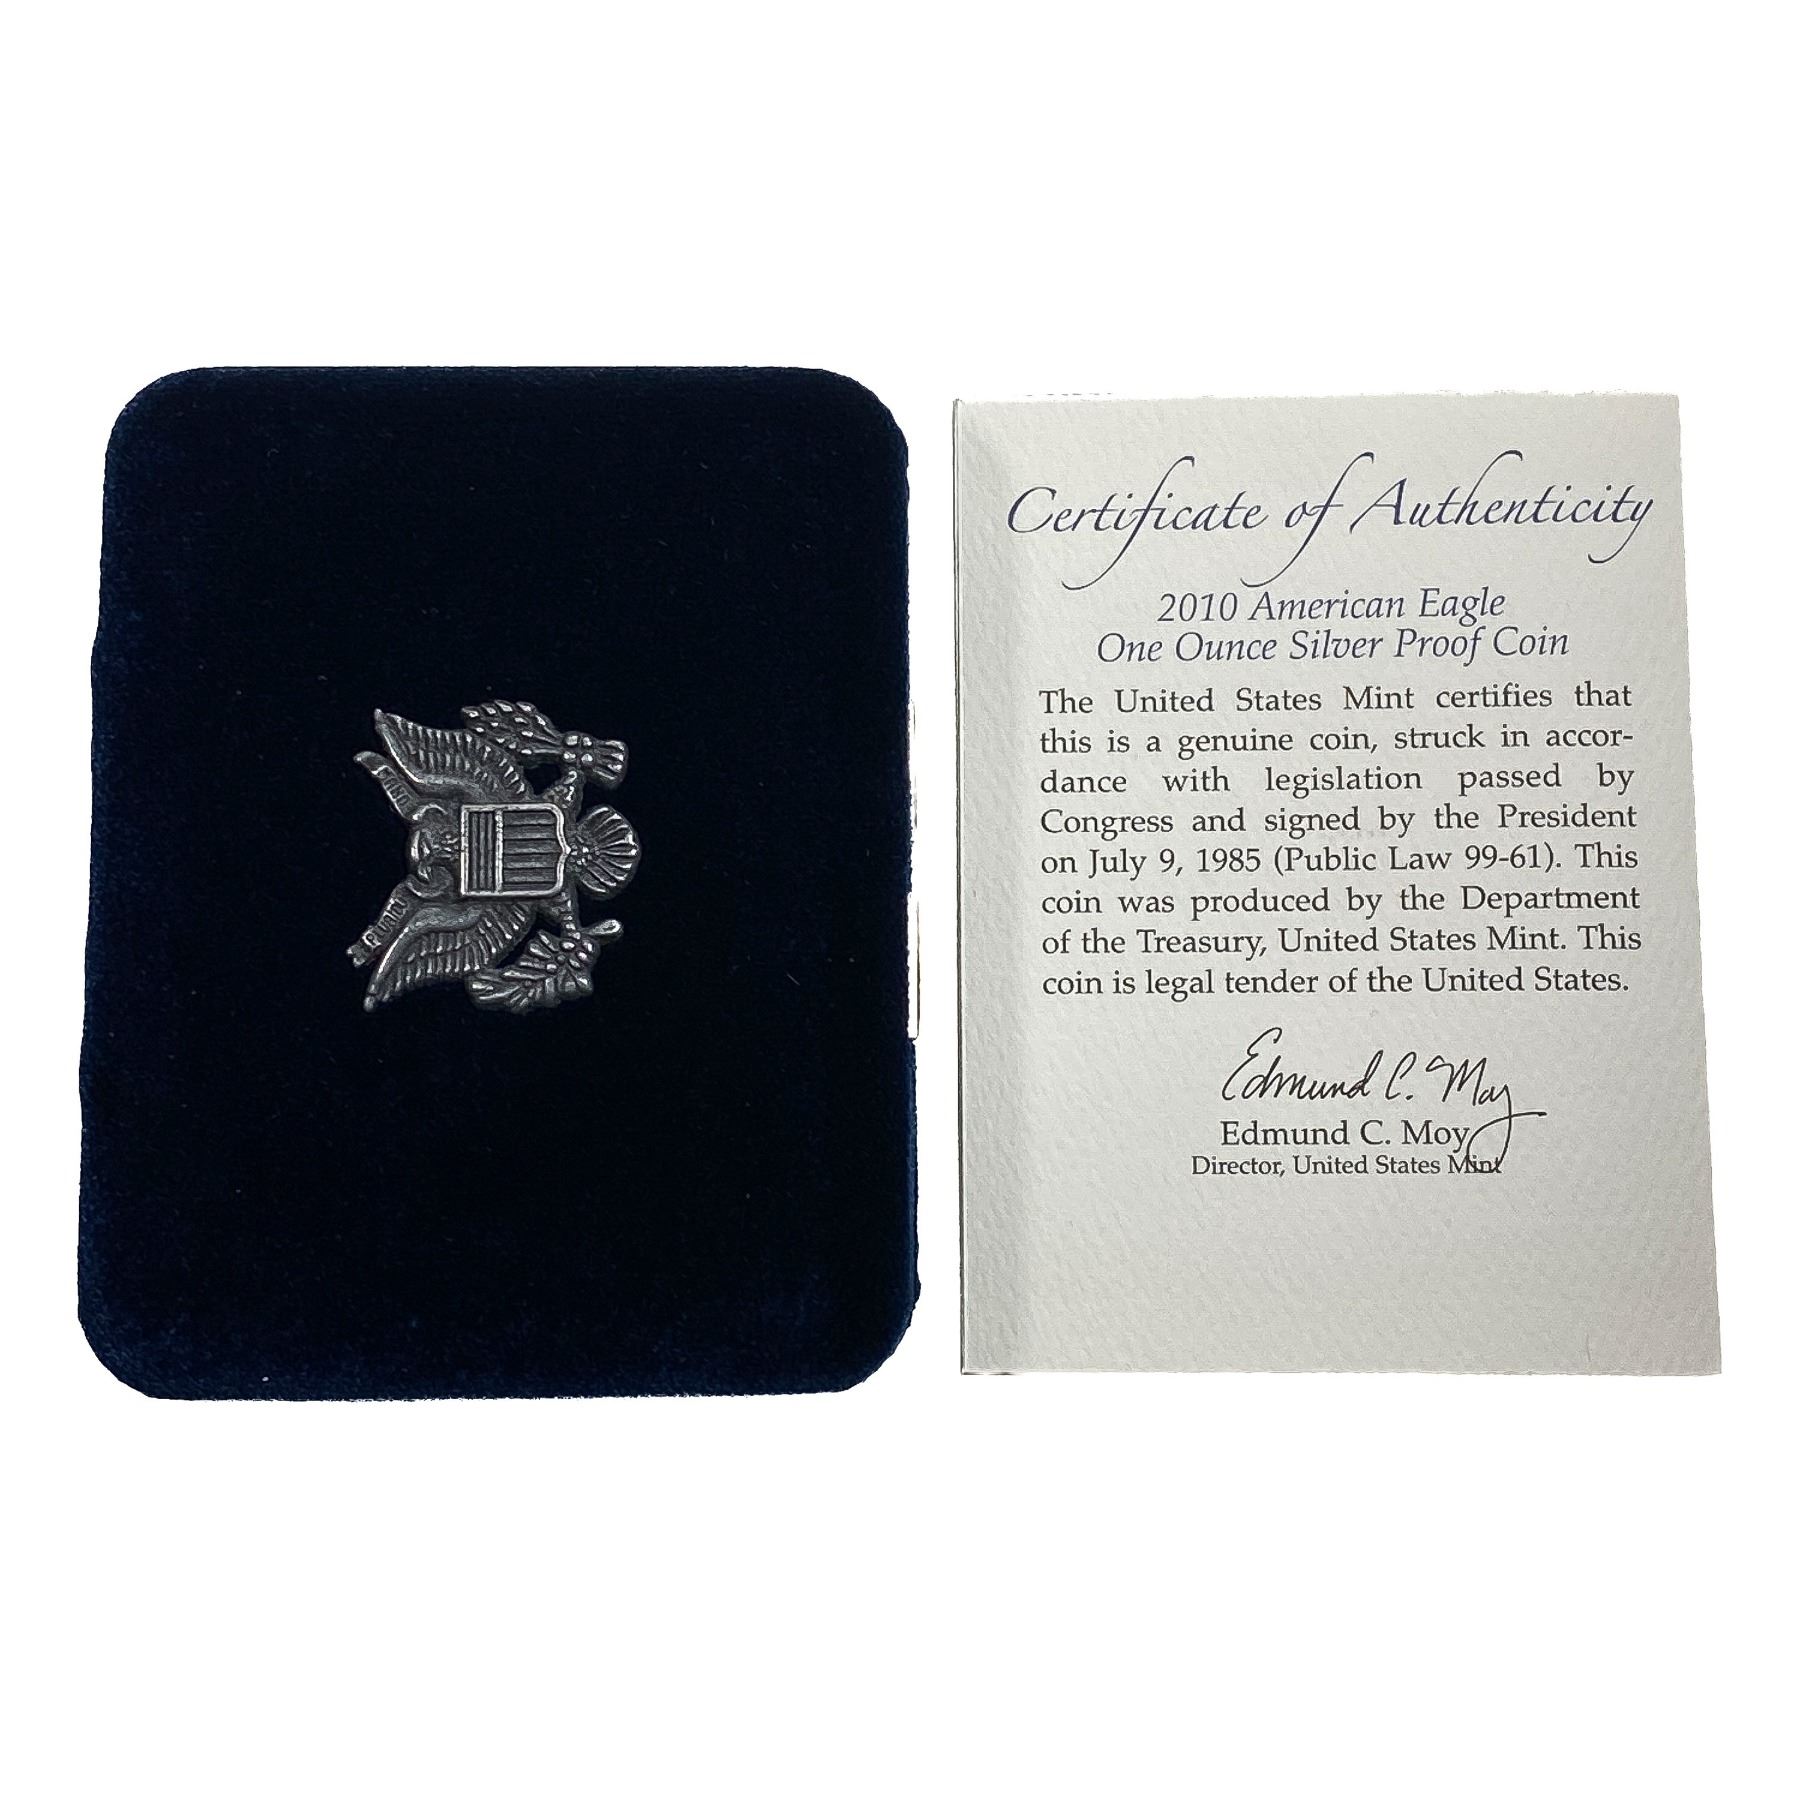 Certificate of Authenticity
2010 American Eagle
One Ounce Silver Proof Coin
The United States Mint certifies that
this is a genuine coin, struck in accor-
dance with legislation passed by
Congress and signed by the President
on July 9, 1985 (Public Law 99-61). This
coin was produced by the Department
of the Treasury, United States Mint. This
coin is legal tender of the United States.
Edmund C. Moy
Edmund C. Moy
Director, United States Mint